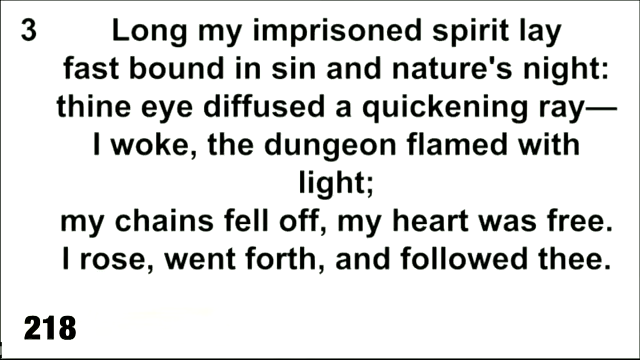 3 Long my imprisoned spirit lay
fast bound in sin and nature's night:
thine eye diffused a quickening ray—
I woke, the dungeon flamed with
light;
my chains fell off, my heart was free.
I rose, went forth, and followed thee.
218